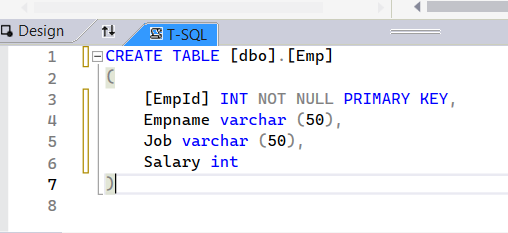 Design T-SQL
1 CREATE TABLE [dbo].[Emp]
2 (
3 [EmpId] INT NOT NULL PRIMARY KEY,
4 Empname varchar (50),
5 Job varchar (50),
6 Salary int
7 )
8